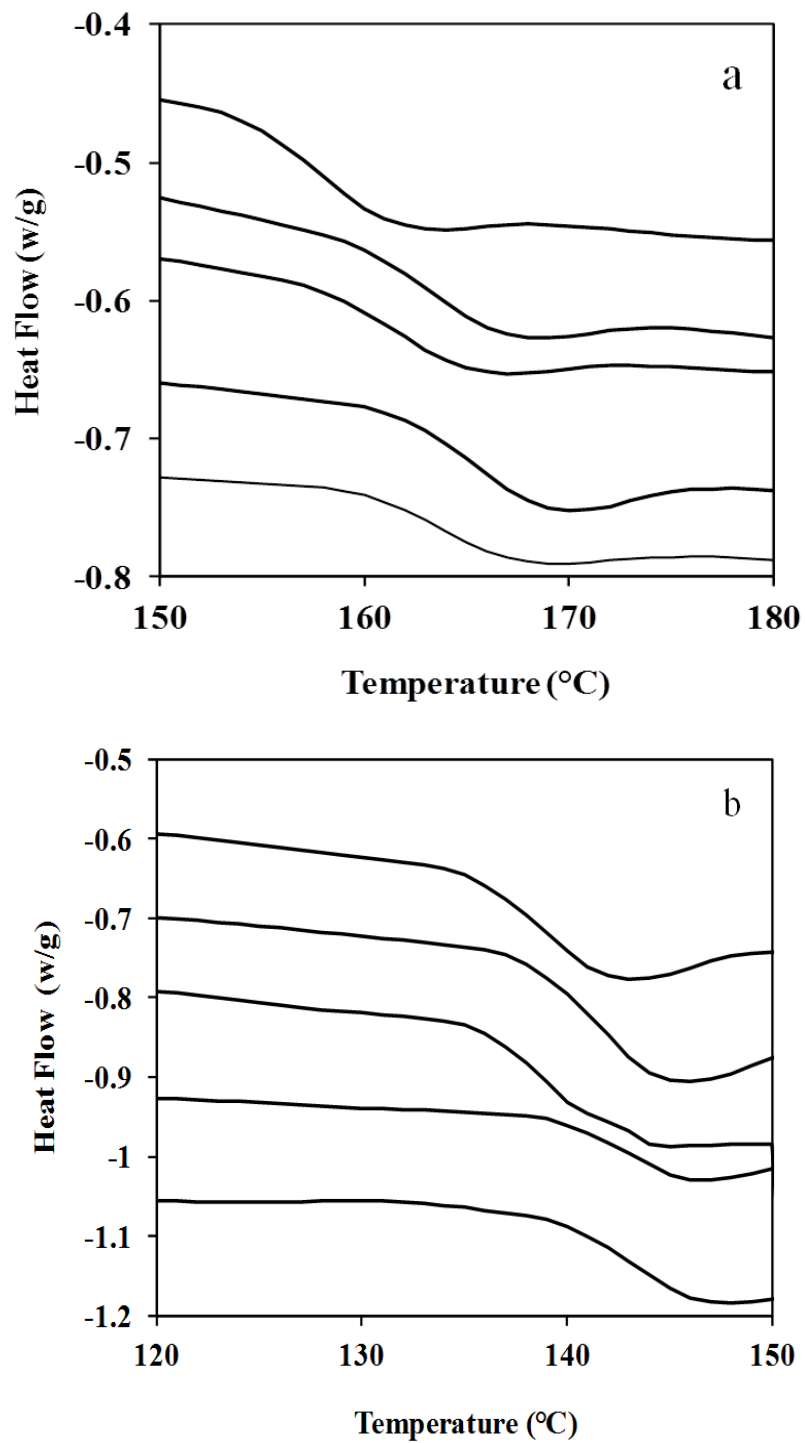 a
-0.4
-0.5
-0.6
-0.7
-0.8
Heat Flow (w/g)
150 160 170 180
Temperature (°C)
b
-0.5
-0.6
-0.7
-0.8
-0.9
-1
-1.1
-1.2
Heat Flow (w/g)
120 130 140 150
Temperature (℃)